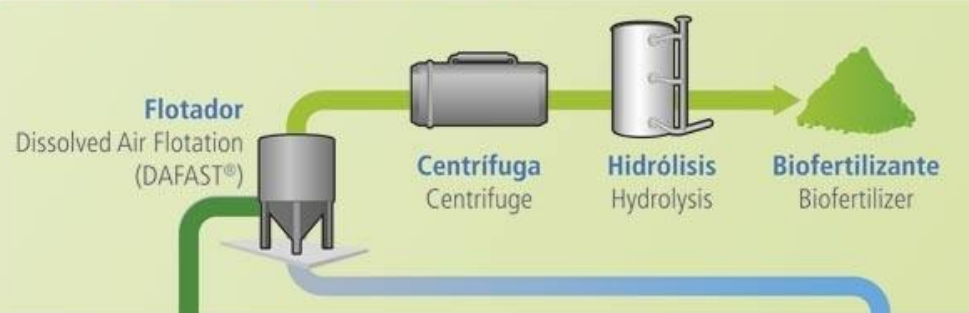 Flotador
Dissolved Air Flotation
(DAFAST®)
Centrífuga
Centrifuge
Hidrólisis
Hydrolysis
Biofertilizante
Biofertilizer